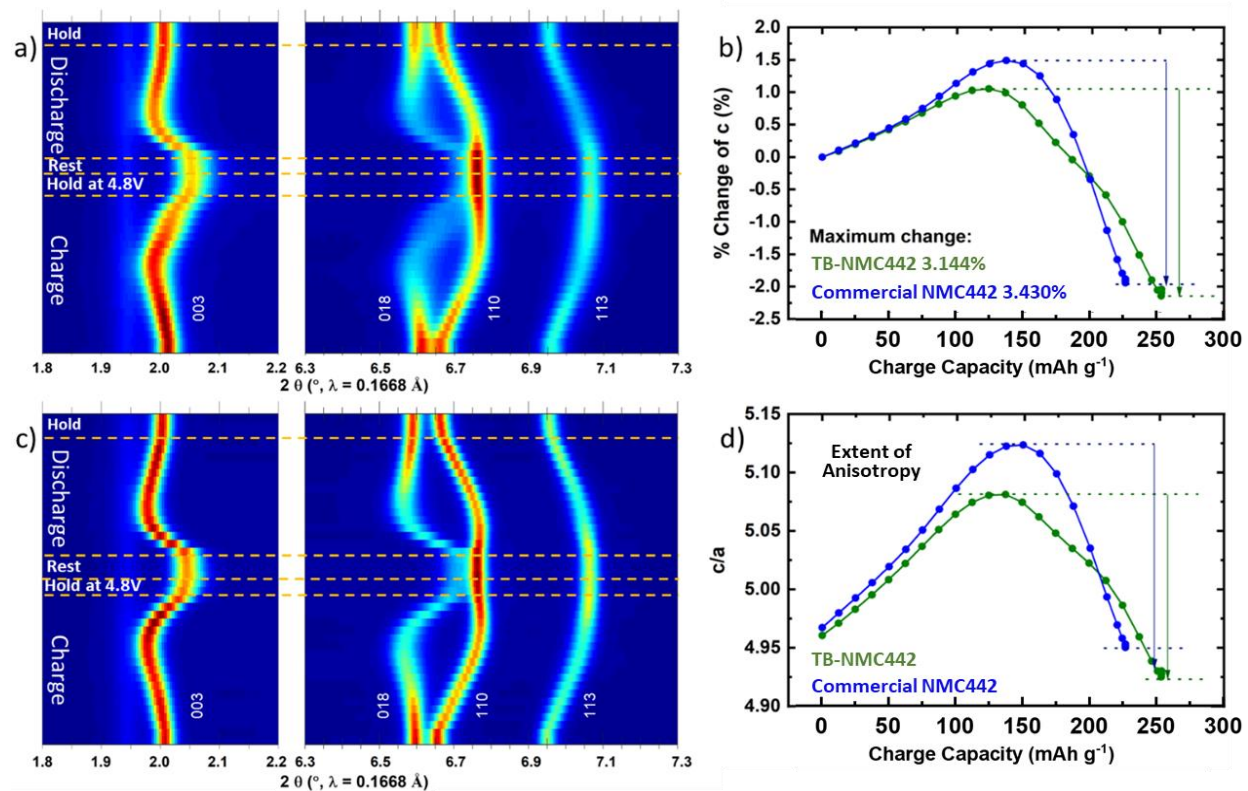 a)
Hold
Discharge
Rest
Hold at 4.8V
Charge
003
018
110
113
1.8 1.9 2.0 2.1 2.2 6.3 6.5 6.7 6.9 7.1 7.3
2 θ (°, λ = 0.1668 Å)
b)
% Change of c (%)
2.0
1.5
1.0
0.5
0.0
-0.5
-1.0
-1.5
-2.0
-2.5
Maximum change:
TB-NMC442 3.144%
Commercial NMC442 3.430%
0 50 100 150 200 250 300
Charge Capacity (mAh g⁻¹)
c)
Hold
Discharge
Rest
Hold at 4.8V
Charge
003
018
110
113
1.8 1.9 2.0 2.1 2.2 6.3 6.5 6.7 6.9 7.1 7.3
2 θ (°, λ = 0.1668 Å)
d)
c/a
5.15
5.10
5.05
5.00
4.95
4.90
Extent of
Anisotropy
TB-NMC442
Commercial NMC442
0 50 100 150 200 250 300
Charge Capacity (mAh g⁻¹)